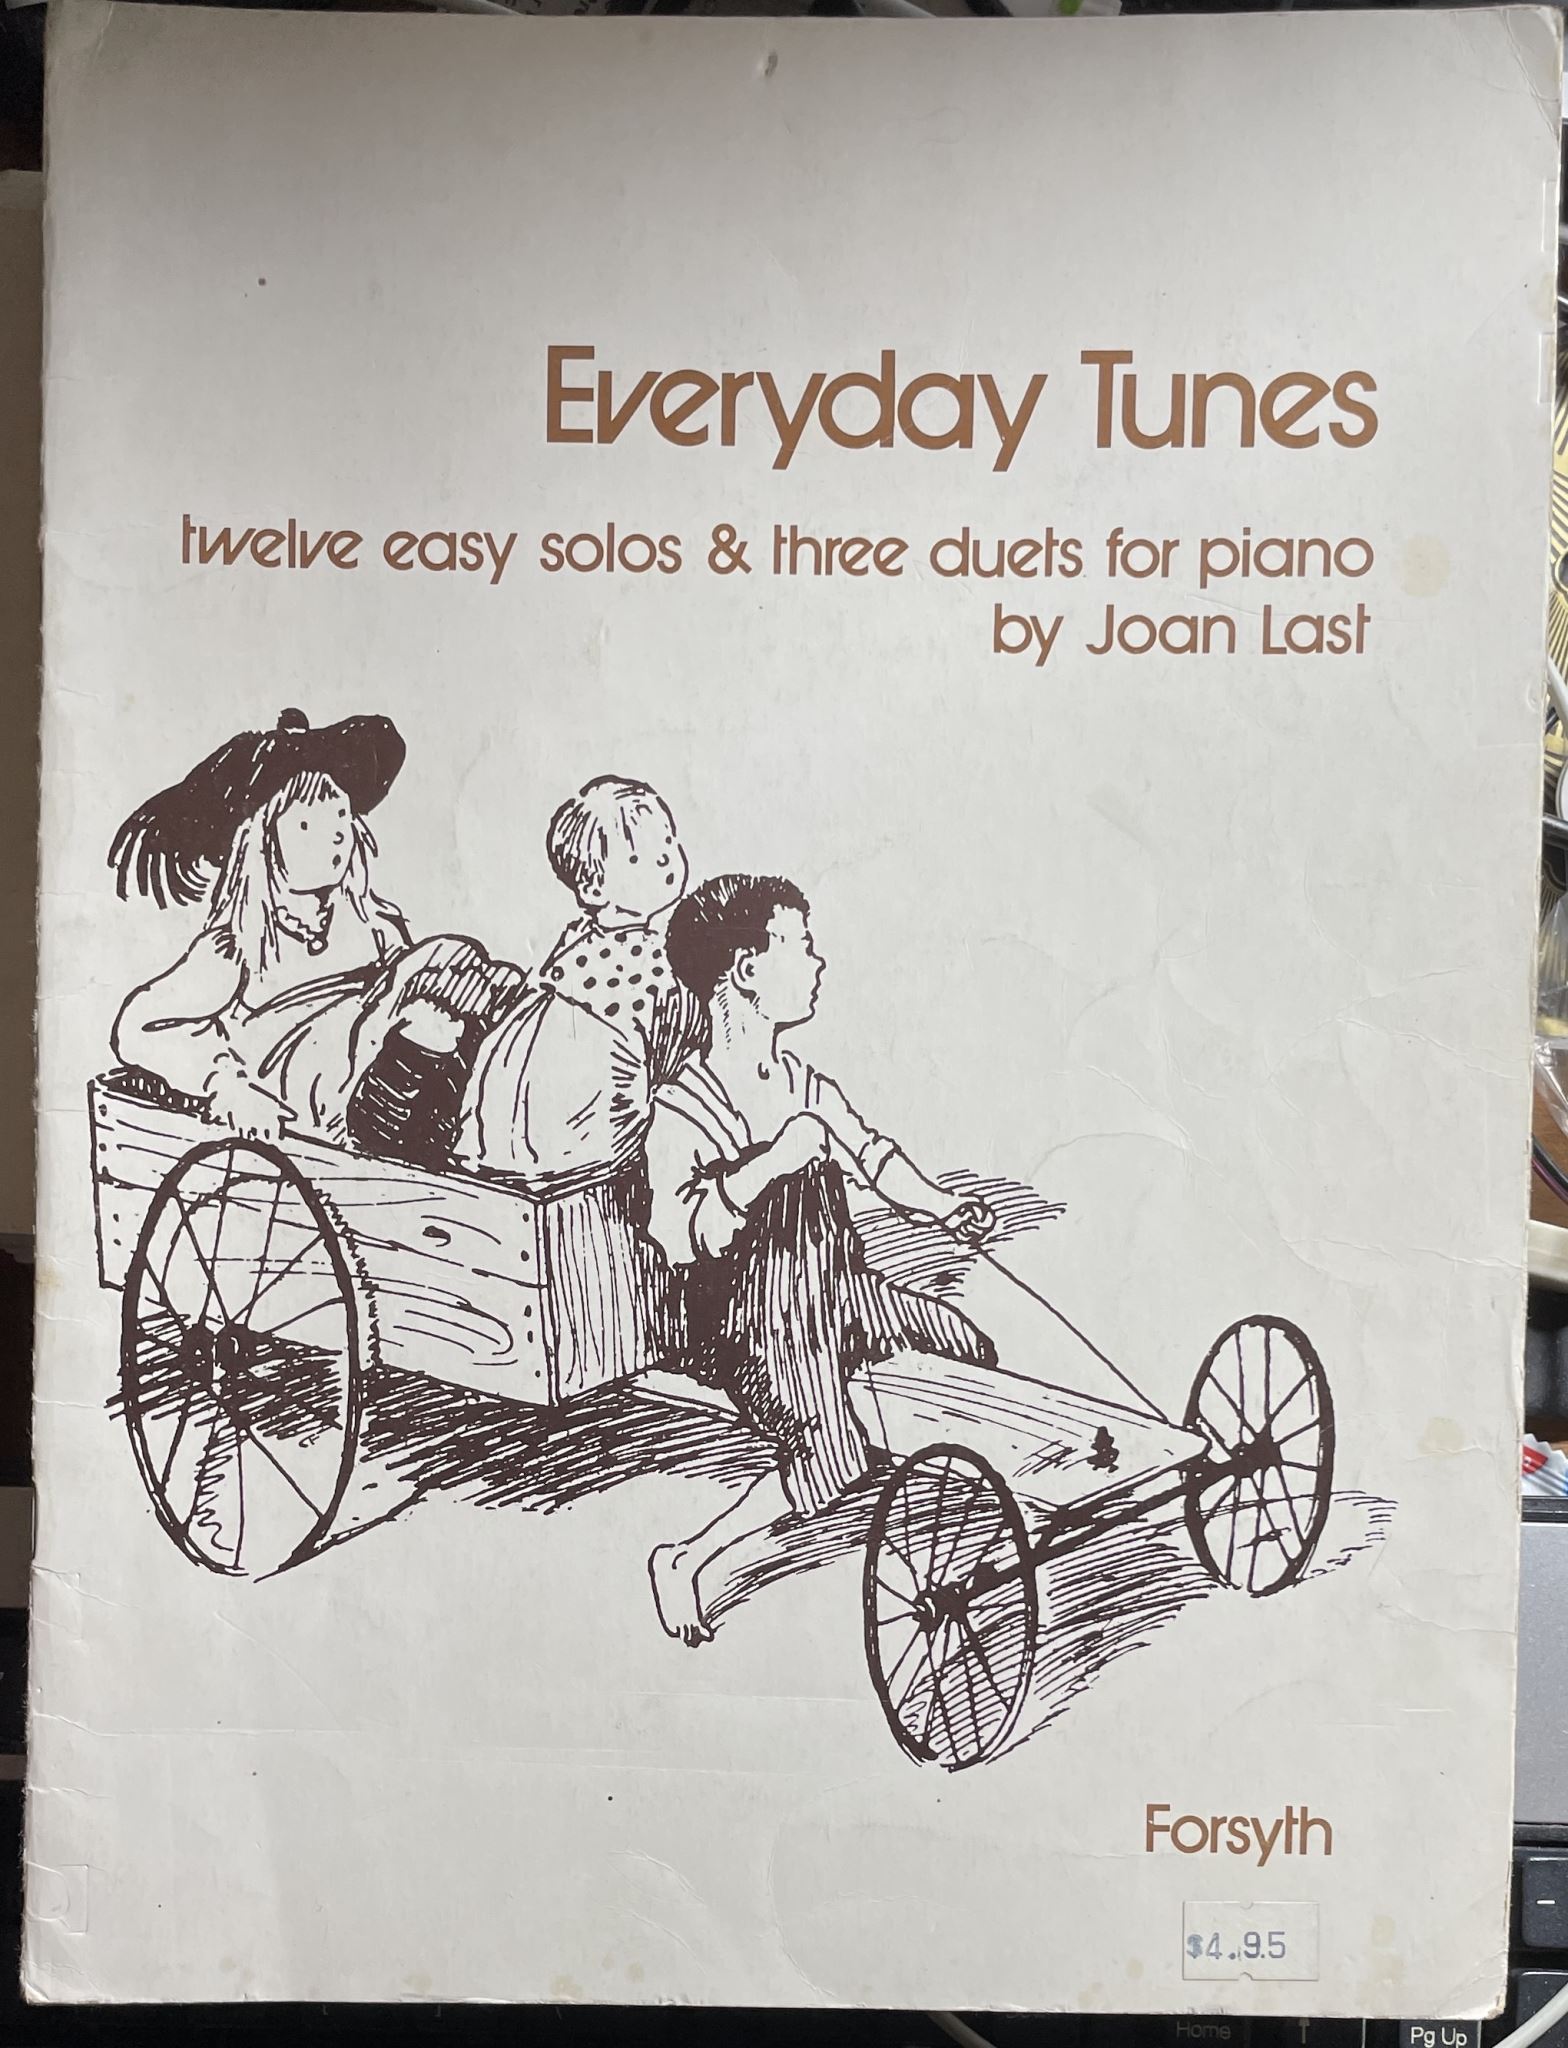 Everyday Tunes
twelve easy solos & three duets for piano
by Joan Last
Forsyth
$4.95
Home
Pg Up